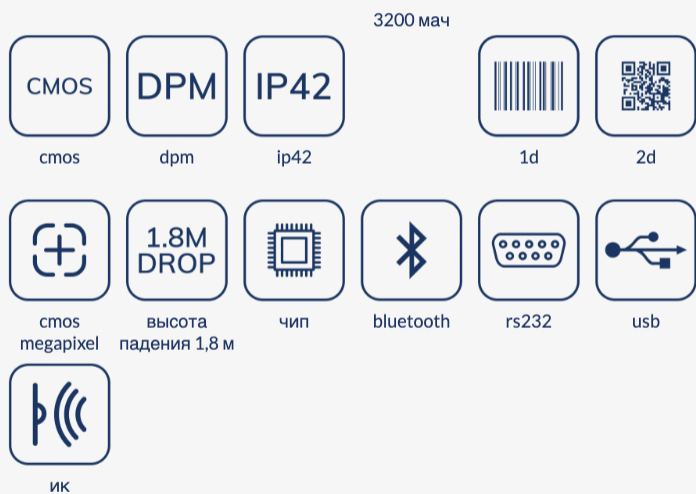 3200 мач
CMOS
DPM
IP42
cmos
dpm
ip42
1d
2d
1.8M
DROP
cmos
megapixel
высота
падения 1,8 м
чип
bluetooth
rs232
usb
ик